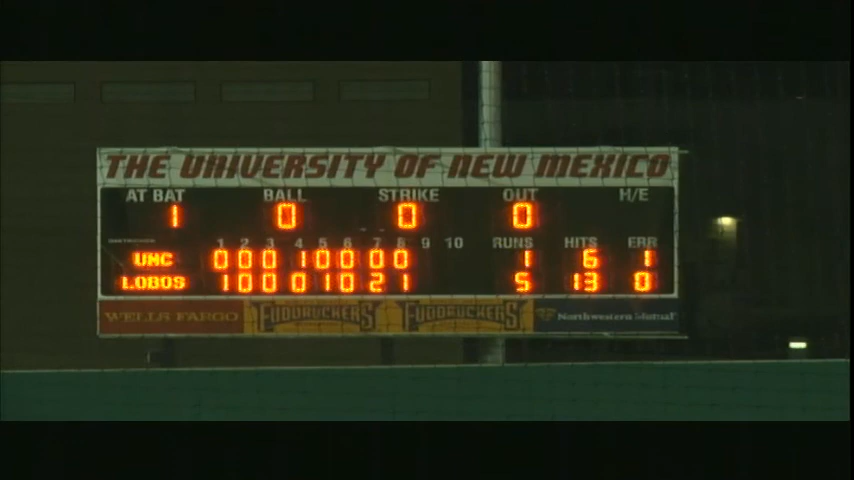 THE UNIVERSITY OF NEW MEXICO
AT BAT BALL STRIKE OUT H/E
1 0 0 0
1 2 3 4 5 6 7 8 9 10 RUNS HITS ERR
UNC 0 0 0 1 0 0 0 0 1 6 1
LOBOS 1 0 0 0 1 0 2 1 5 13 0
WELLS FARGO FUDDRUCKERS FUDDRUCKERS Northwestern Mutual